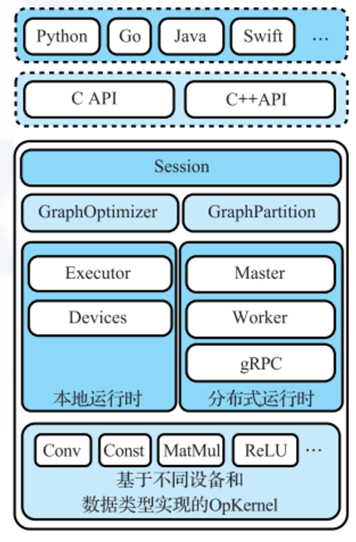 Python Go Java Swift …
C API C++API
Session
GraphOptimizer GraphPartition
Executor Master
Devices Worker
gRPC
本地运行时 分布式运行时
Conv Const MatMul ReLU …
基于不同设备和
数据类型实现的OpKernel